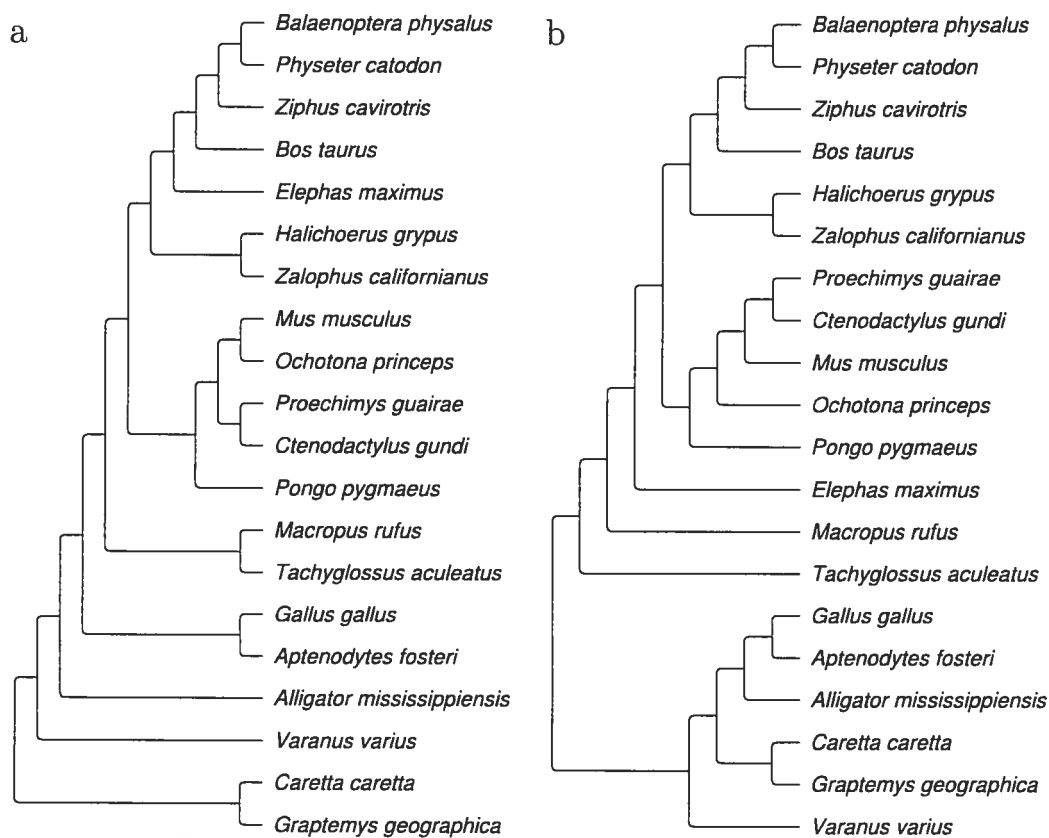 a
Balaenoptera physalus
Physeter catodon
Ziphus cavirotris
Bos taurus
Elephas maximus
Halichoerus grypus
Zalophus californianus
Mus musculus
Ochotona princeps
Proechimys guairae
Ctenodactylus gundi
Pongo pygmaeus
Macropus rufus
Tachyglossus aculeatus
Gallus gallus
Aptenodytes fosteri
Alligator mississippiensis
Varanus varius
Caretta caretta
Graptemys geographica
b
Balaenoptera physalus
Physeter catodon
Ziphus cavirotris
Bos taurus
Halichoerus grypus
Zalophus californianus
Proechimys guairae
Ctenodactylus gundi
Mus musculus
Ochotona princeps
Pongo pygmaeus
Elephas maximus
Macropus rufus
Tachyglossus aculeatus
Gallus gallus
Aptenodytes fosteri
Alligator mississippiensis
Caretta caretta
Graptemys geographica
Varanus varius